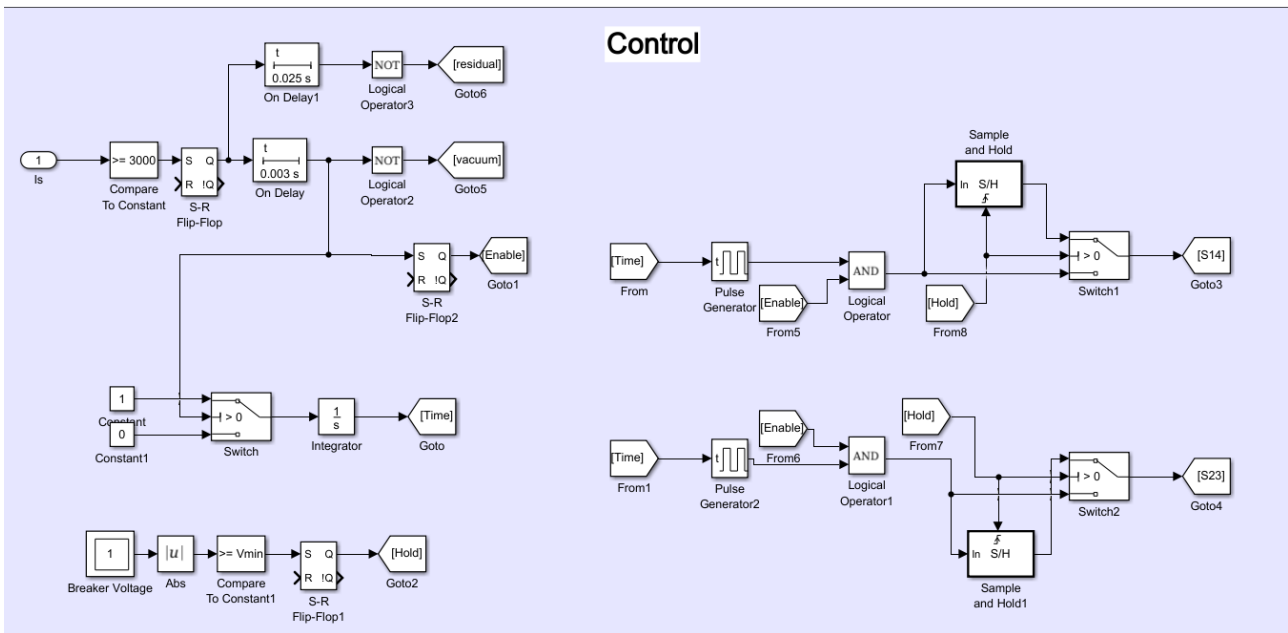 Control
t
0.025 s
On Delay1
NOT
Logical
Operator3
[residual]
Goto6
1
Is
>= 3000
Compare
To Constant
S Q
R !Q
S-R
Flip-Flop
t
0.003 s
On Delay
NOT
Logical
Operator2
[vacuum]
Goto5
S Q
R !Q
S-R
Flip-Flop2
[Enable]
Goto1
1
Constant
0
Constant1
> 0
Switch
1
s
Integrator
[Time]
Goto
1
Breaker Voltage
|u|
Abs
>= Vmin
Compare
To Constant1
S Q
R !Q
S-R
Flip-Flop1
[Hold]
Goto2
Sample
and Hold
In S/H
[Time]
From
t
Pulse
Generator
[Enable]
From5
AND
Logical
Operator
[Hold]
From8
> 0
Switch1
[S14]
Goto3
[Time]
From1
t
Pulse
Generator2
[Enable]
From6
AND
Logical
Operator1
[Hold]
From7
> 0
Switch2
[S23]
Goto4
In S/H
Sample
and Hold1